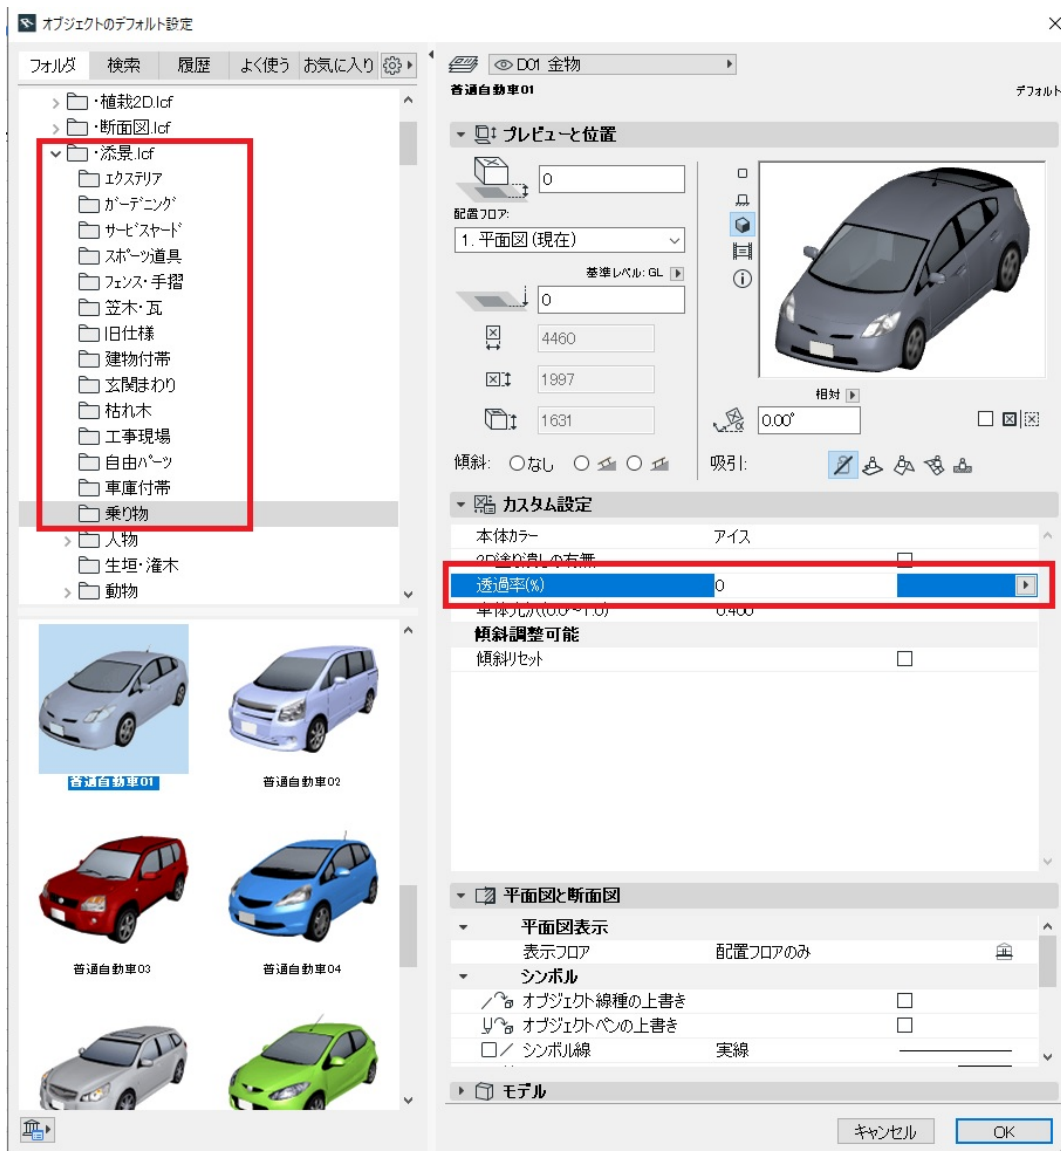 オブジェクトのデフォルト設定
フォルダ 検索 履歴 よく使う お気に入り
・植栽2D.lcf
・断面図.lcf
・添景.lcf
エクステリア
ガーデニング
サービスヤード
スポーツ道具
フェンス・手摺
笠木・瓦
旧仕様
建物付帯
玄関まわり
枯れ木
工事現場
自由パーツ
車庫付帯
乗り物
人物
生垣・潅木
動物
普通自動車01
普通自動車02
普通自動車03
普通自動車04
D01 金物
普通自動車01 デフォルト
プレビューと位置
0
配置フロア:
1. 平面図 (現在)
基準レベル: GL
0
4460
1997
1631
相対
0.00°
傾斜: なし
吸引:
カスタム設定
本体カラー アイス
2D塗り潰しの有無
透過率(%) 0
0.400
傾斜調整可能
傾斜リセット
平面図と断面図
平面図表示
表示フロア 配置フロアのみ
シンボル
オブジェクト線種の上書き
オブジェクトペンの上書き
シンボル線 実線
モデル
キャンセル OK